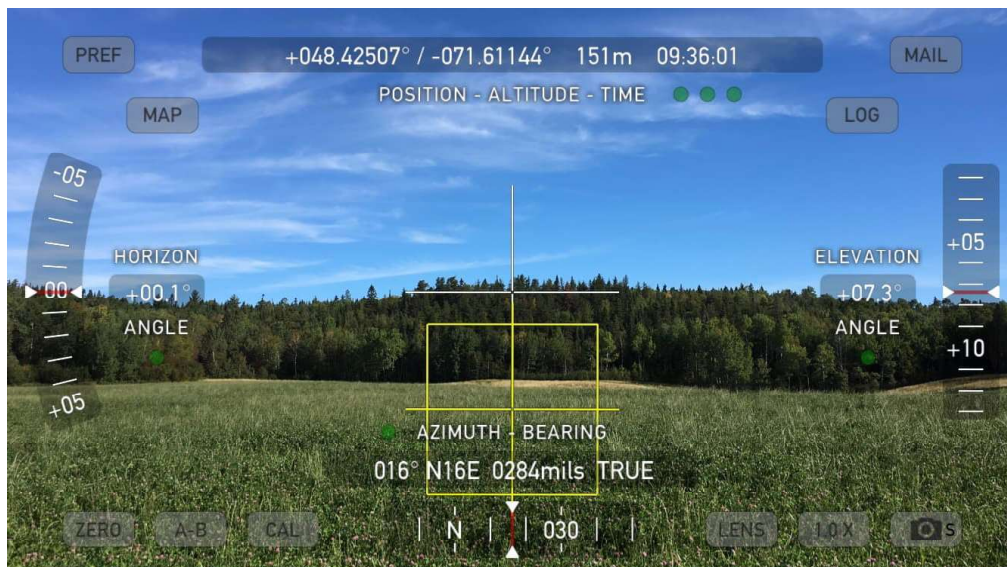 PREF
+048.42507° / -071.61144° 151m 09:36:01
MAIL
POSITION - ALTITUDE - TIME
MAP
LOG
-05
HORIZON
ELEVATION
+05
00
+00.1°
+07.3°
ANGLE
ANGLE
+10
+05
AZIMUTH - BEARING
016° N16E 0284mils TRUE
ZERO
A-B
CAL
N
030
LENS
1.0 X
S